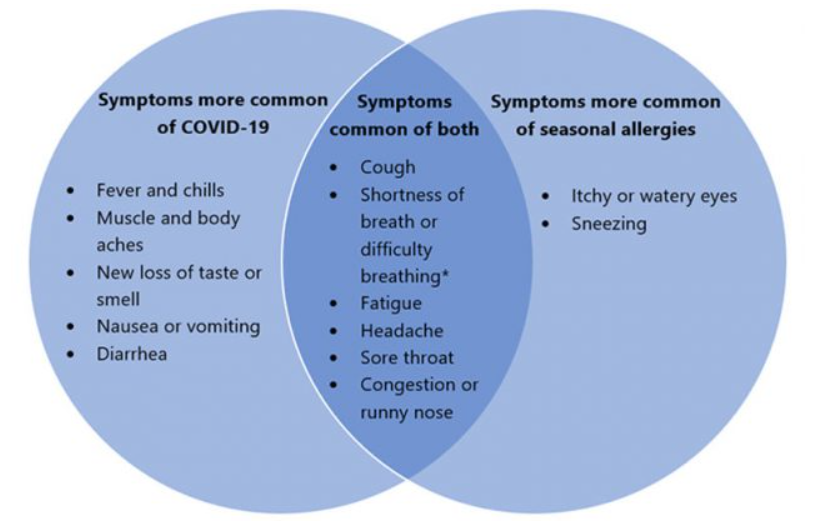 Symptoms more common
of COVID-19
• Fever and chills
• Muscle and body
aches
• New loss of taste or
smell
• Nausea or vomiting
• Diarrhea
Symptoms
common of both
• Cough
• Shortness of
breath or
difficulty
breathing*
• Fatigue
• Headache
• Sore throat
• Congestion or
runny nose
Symptoms more common
of seasonal allergies
• Itchy or watery eyes
• Sneezing